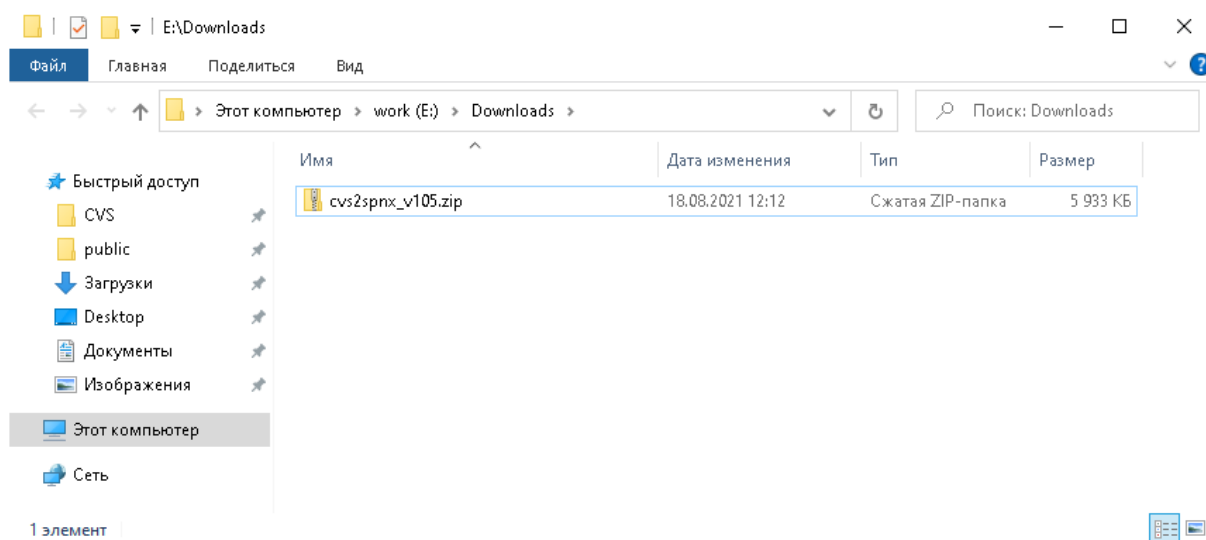 E:\Downloads
Файл Главная Поделиться Вид
Этот компьютер > work (E:) > Downloads > Поиск: Downloads
Имя Дата изменения Тип Размер
Быстрый доступ
cvs2spnx_v105.zip 18.08.2021 12:12 Сжатая ZIP-папка 5 933 КБ
CVS
public
Загрузки
Desktop
Документы
Изображения
Этот компьютер
Сеть
1 элемент